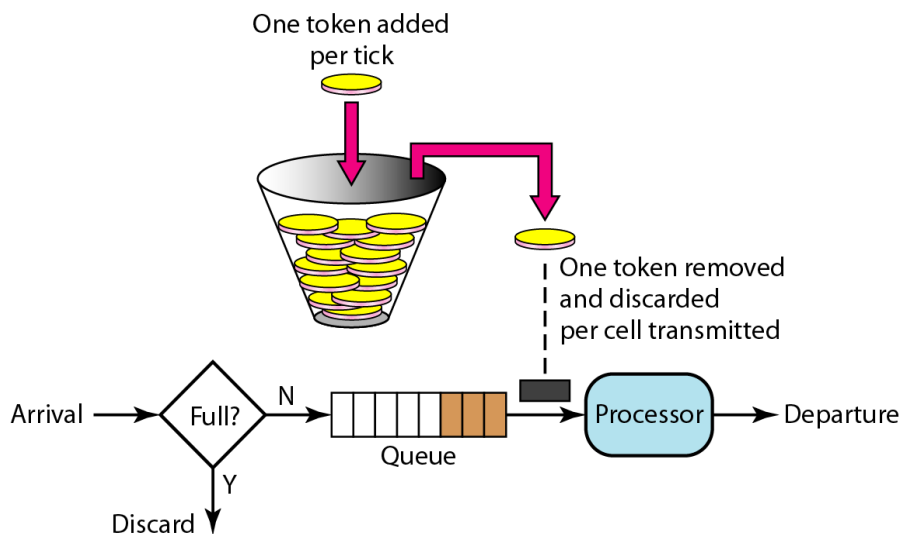 One token added
per tick
One token removed
and discarded
per cell transmitted
Arrival
Full?
N
Queue
Processor
Departure
Y
Discard